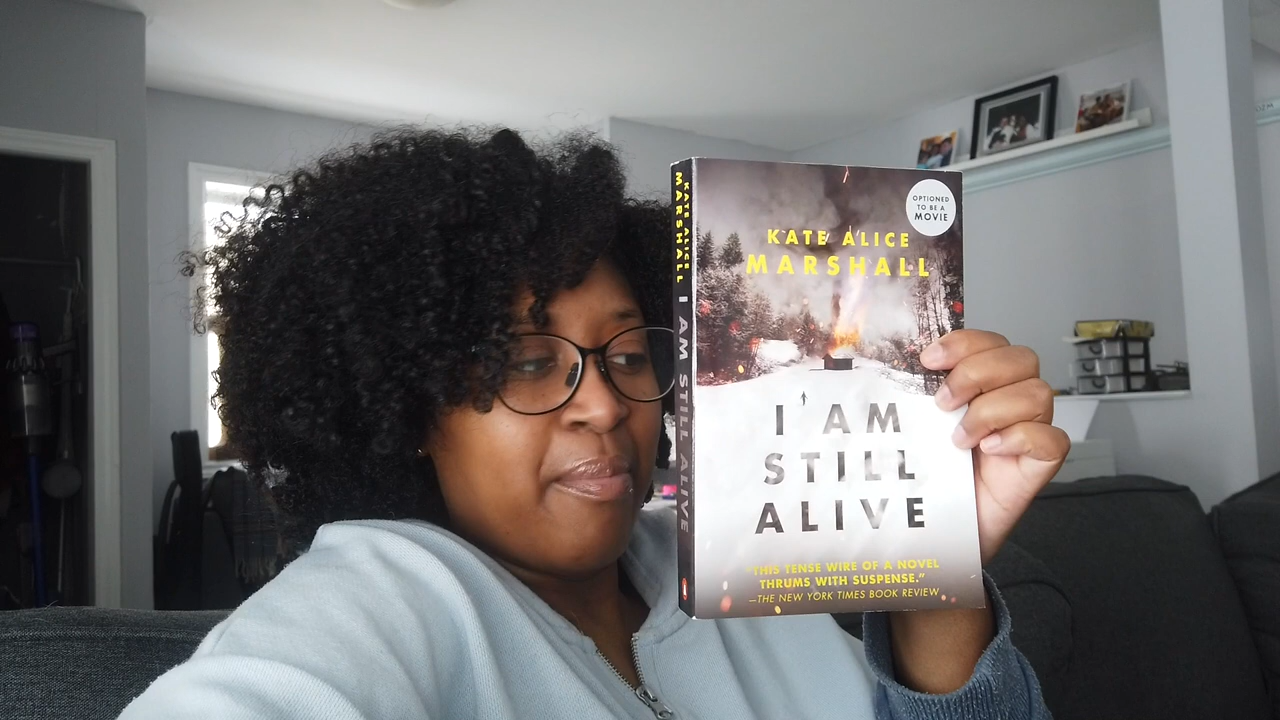 KATE ALICE
MARSHALL
I AM STILL ALIVE
OPTIONED
TO BE A
MOVIE
KATE ALICE
MARSHALL
I AM
STILL
ALIVE
"THIS TENSE WIRE OF A NOVEL
THRUMS WITH SUSPENSE."
—THE NEW YORK TIMES BOOK REVIEW